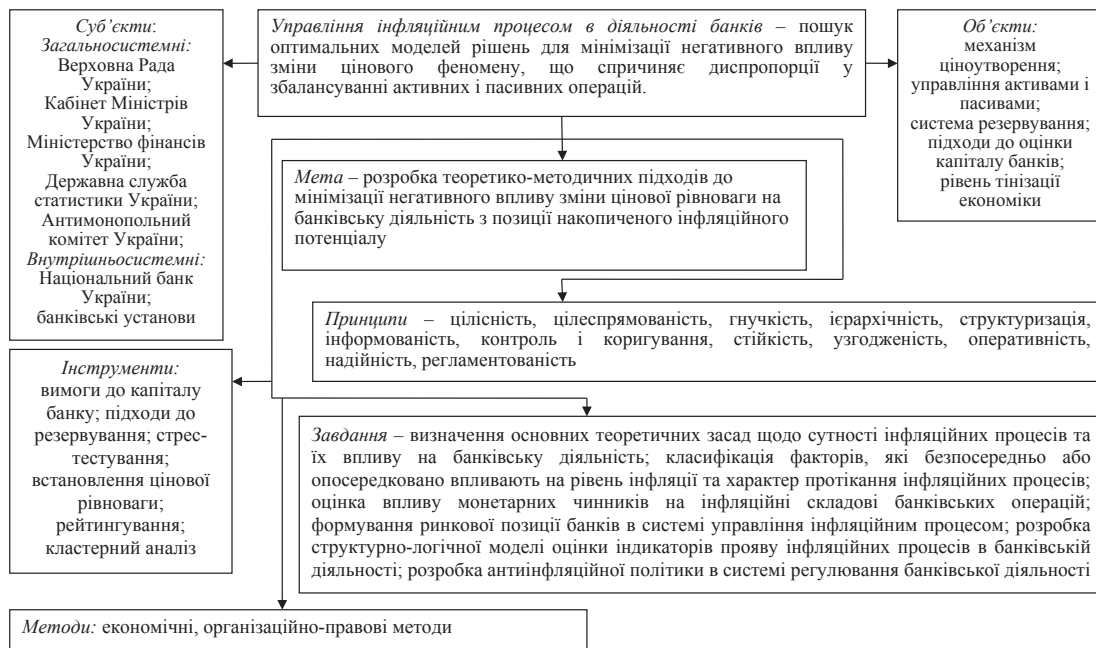 Суб’єкти:
Загальносистемні:
Верховна Рада
України;
Кабінет Міністрів
України;
Міністерство фінансів
України;
Державна служба
статистики України;
Антимонопольний
комітет України;
Внутрішньосистемні:
Національний банк
України;
банківські установи
Управління інфляційним процесом в діяльності банків – пошук
оптимальних моделей рішень для мінімізації негативного впливу
зміни цінового феномену, що спричиняє диспропорції у
збалансуванні активних і пасивних операцій.
Об’єкти:
механізм
ціноутворення;
управління активами і
пасивами;
система резервування;
підходи до оцінки
капіталу банків;
рівень тінізації
економіки
Мета – розробка теоретико-методичних підходів до
мінімізації негативного впливу зміни цінової рівноваги на
банківську діяльність з позиції накопиченого інфляційного
потенціалу
Принципи – цілісність, цілеспрямованість, гнучкість, ієрархічність, структуризація,
інформованість, контроль і коригування, стійкість, узгодженість, оперативність,
надійність, регламентованість
Інструменти:
вимоги до капіталу
банку; підходи до
резервування; стрес-
тестування;
встановлення цінової
рівноваги;
рейтингування;
кластерний аналіз
Завдання – визначення основних теоретичних засад щодо сутності інфляційних процесів та
їх впливу на банківську діяльність; класифікація факторів, які безпосередньо або
опосередковано впливають на рівень інфляції та характер протікання інфляційних процесів;
оцінка впливу монетарних чинників на інфляційні складові банківських операцій;
формування ринкової позиції банків в системі управління інфляційним процесом; розробка
структурно-логічної моделі оцінки індикаторів прояву інфляційних процесів в банківській
діяльності; розробка антиінфляційної політики в системі регулювання банківської діяльності
Методи: економічні, організаційно-правові методи